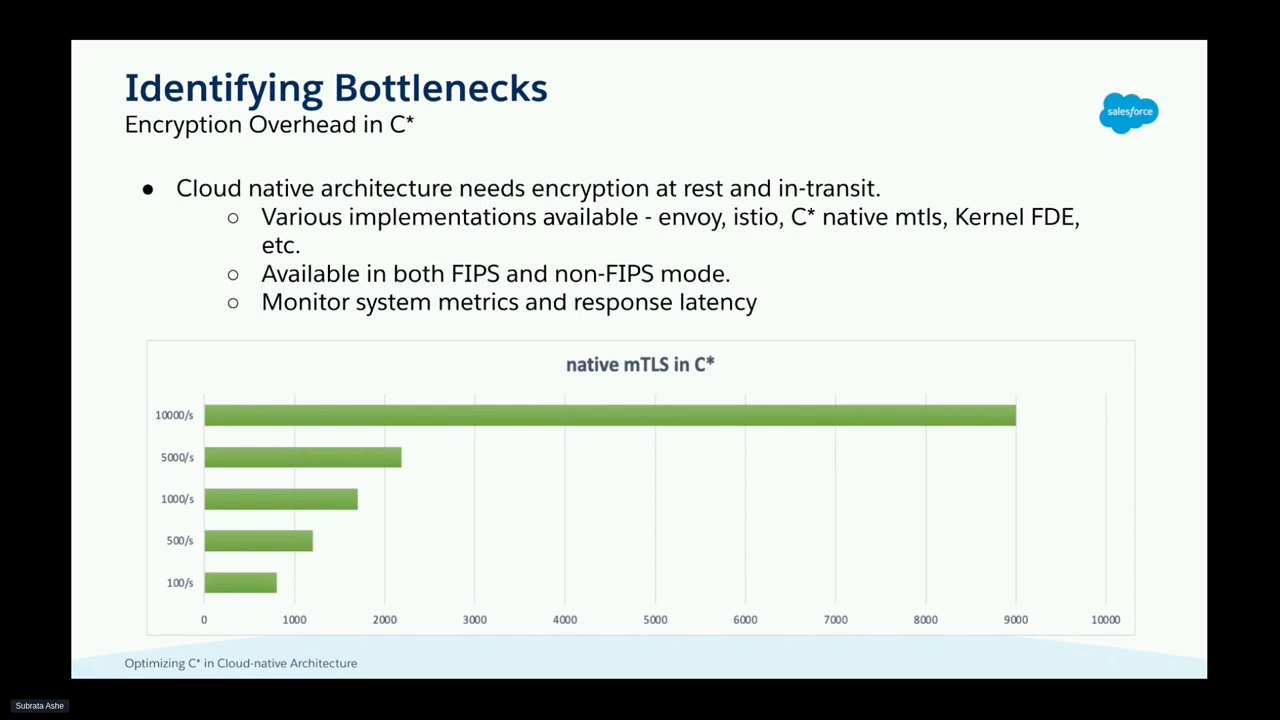 Identifying Bottlenecks
Encryption Overhead in C*
salesforce
● Cloud native architecture needs encryption at rest and in-transit.
○ Various implementations available - envoy, istio, C* native mtls, Kernel FDE,
etc.
○ Available in both FIPS and non-FIPS mode.
○ Monitor system metrics and response latency
native mTLS in C*
10000/s
5000/s
1000/s
500/s
100/s
0 1000 2000 3000 4000 5000 6000 7000 8000 9000 10000
Optimizing C* in Cloud-native Architecture
Subrata Ashe